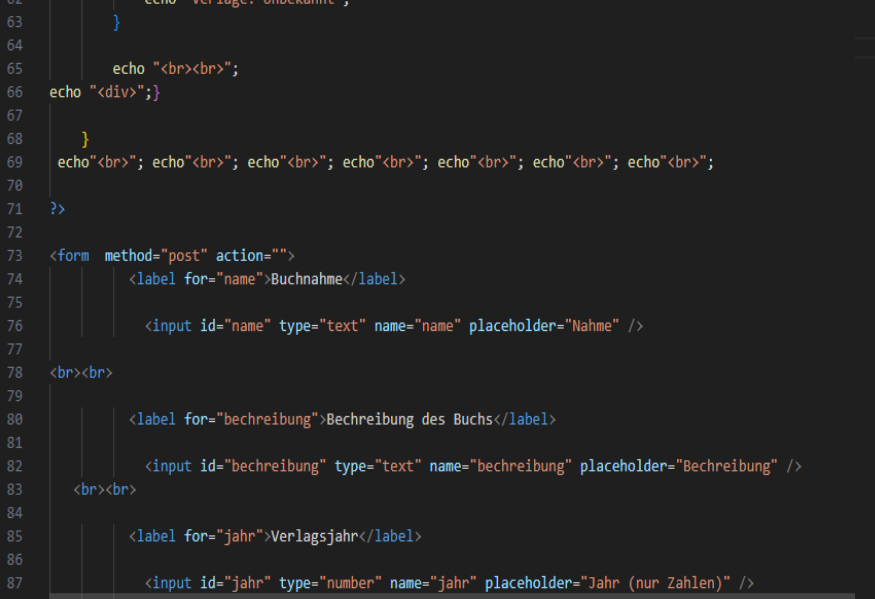 62 echo "Verlage: Unbekannt";
63 }
64
65 echo "<br><br>";
66 echo "<div>";}
67
68 }
69 echo"<br>"; echo"<br>"; echo"<br>"; echo"<br>"; echo"<br>"; echo"<br>"; echo"<br>";
70
71 ?>
72
73 <form  method="post" action="">
74 <label for="name">Buchnahme</label>
75
76 <input id="name" type="text" name="name" placeholder="Nahme" />
77
78 <br><br>
79
80 <label for="bechreibung">Bechreibung des Buchs</label>
81
82 <input id="bechreibung" type="text" name="bechreibung" placeholder="Bechreibung" />
83 <br><br>
84
85 <label for="jahr">Verlagsjahr</label>
86
87 <input id="jahr" type="number" name="jahr" placeholder="Jahr (nur Zahlen)" />